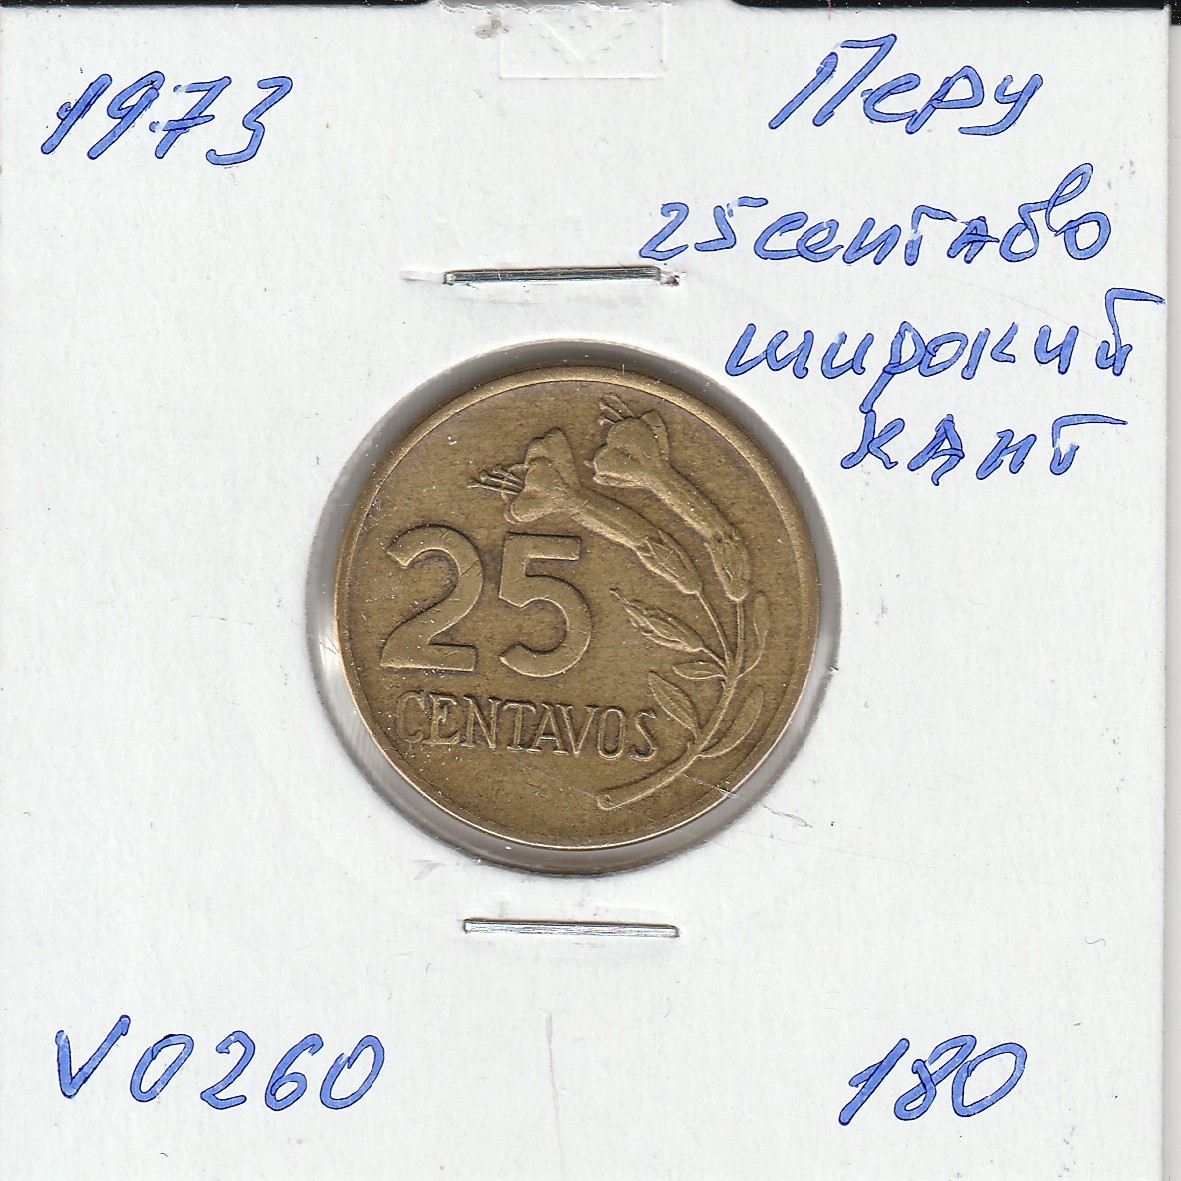 1973
Перу
25 сентаво
широкий
кант
25
CENTAVOS
V0260
180